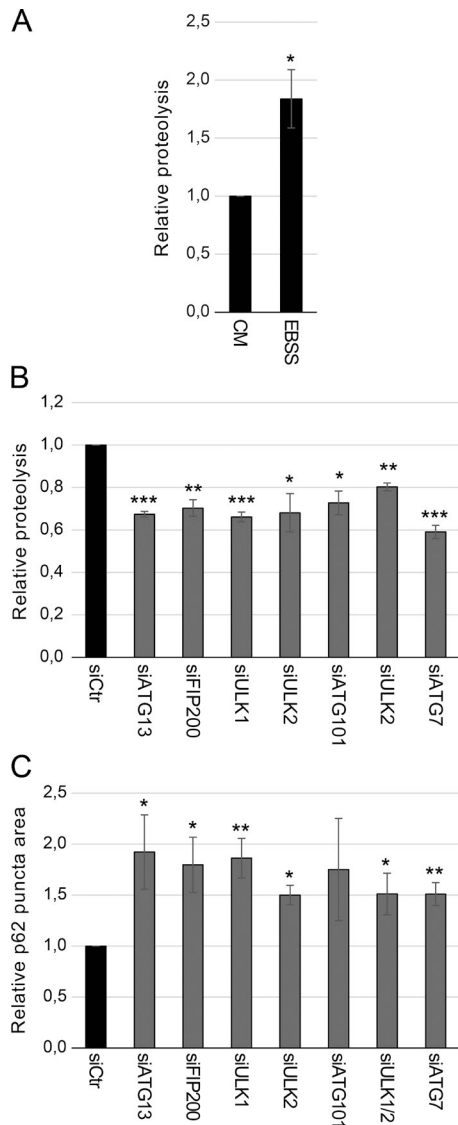 A
Relative proteolysis
2,5
2,0
1,5
1,0
0,5
0,0
*
CM
EBSS
B
Relative proteolysis
1,2
1,0
0,8
0,6
0,4
0,2
0,0
*** ** *** * * ** ***
siCtr
siATG13
siFIP200
siULK1
siULK2
siATG101
siULK2
siATG7
C
Relative p62 puncta area
2,5
2,0
1,5
1,0
0,5
0,0
* * ** * * **
siCtr
siATG13
siFIP200
siULK1
siULK2
siATG101
siULK1/2
siATG7